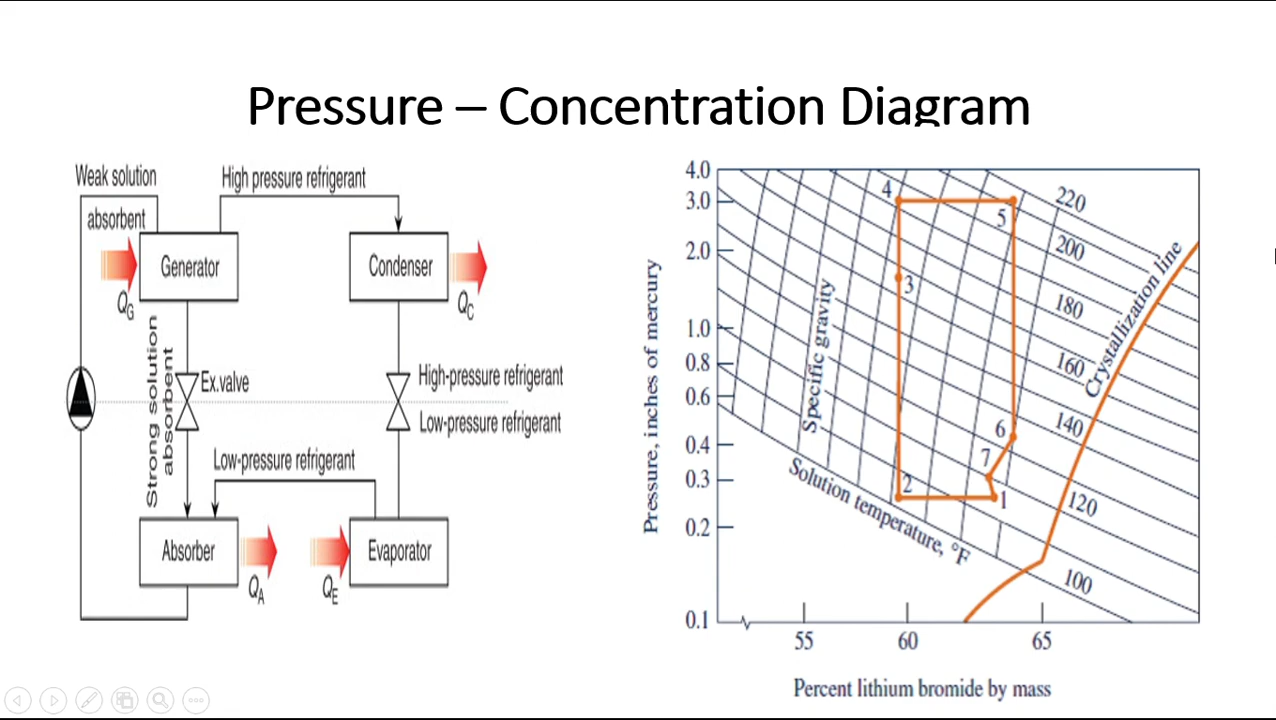 Pressure – Concentration Diagram
Weak solution
absorbent
High pressure refrigerant
Generator
Condenser
QG
QC
Strong solution
absorbent
Ex.valve
High-pressure refrigerant
Low-pressure refrigerant
Low-pressure refrigerant
Absorber
Evaporator
QA
QE
Pressure, inches of mercury
4.0
3.0
2.0
1.0
0.8
0.6
0.4
0.3
0.2
0.1
4
5
3
6
7
2
1
Specific gravity
Solution temperature, °F
Crystallization line
220
200
180
160
140
120
100
55
60
65
Percent lithium bromide by mass